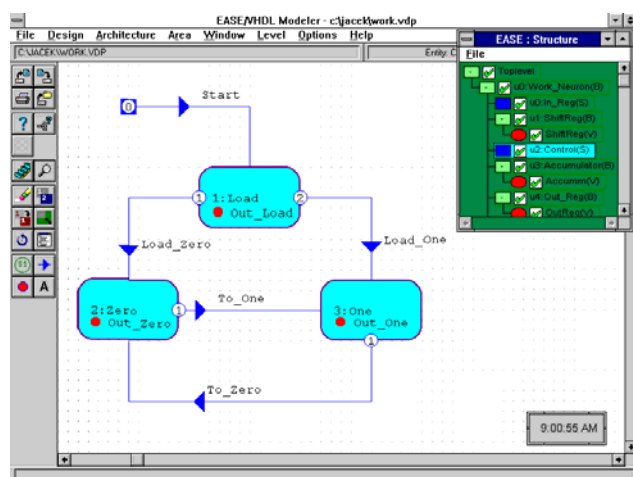 EASE/VHDL Modeler - c:\jacek\work.vdp
File Design Architecture Area Window Level Options Help
C:\JACEK\WORK.VDP
Entity: C
EASE : Structure
File
Toplevel
u0:Work_Neuron(B)
u0:In_Reg(S)
u1:ShiftReg(B)
ShiftReg(V)
u2:Control(S)
u3:Accumulator(B)
Accumm(V)
u4:Out_Reg(B)
OutReg(V)
0
Start
1
1:Load
2
Out_Load
Load_Zero
Load_One
2:Zero
1
To_One
3:One
Out_Zero
Out_One
1
To_Zero
?
S1
A
9:00:55 AM